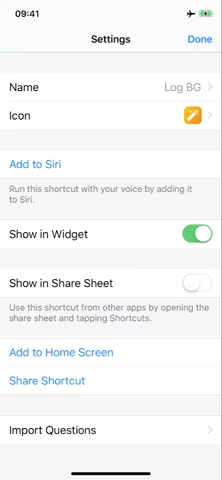 09:41
Settings
Done
Name
Log BG
Icon
Add to Siri
Run this shortcut with your voice by adding it
to Siri.
Show in Widget
Show in Share Sheet
Use this shortcut from other apps by opening the
share sheet and tapping Shortcuts.
Add to Home Screen
Share Shortcut
Import Questions